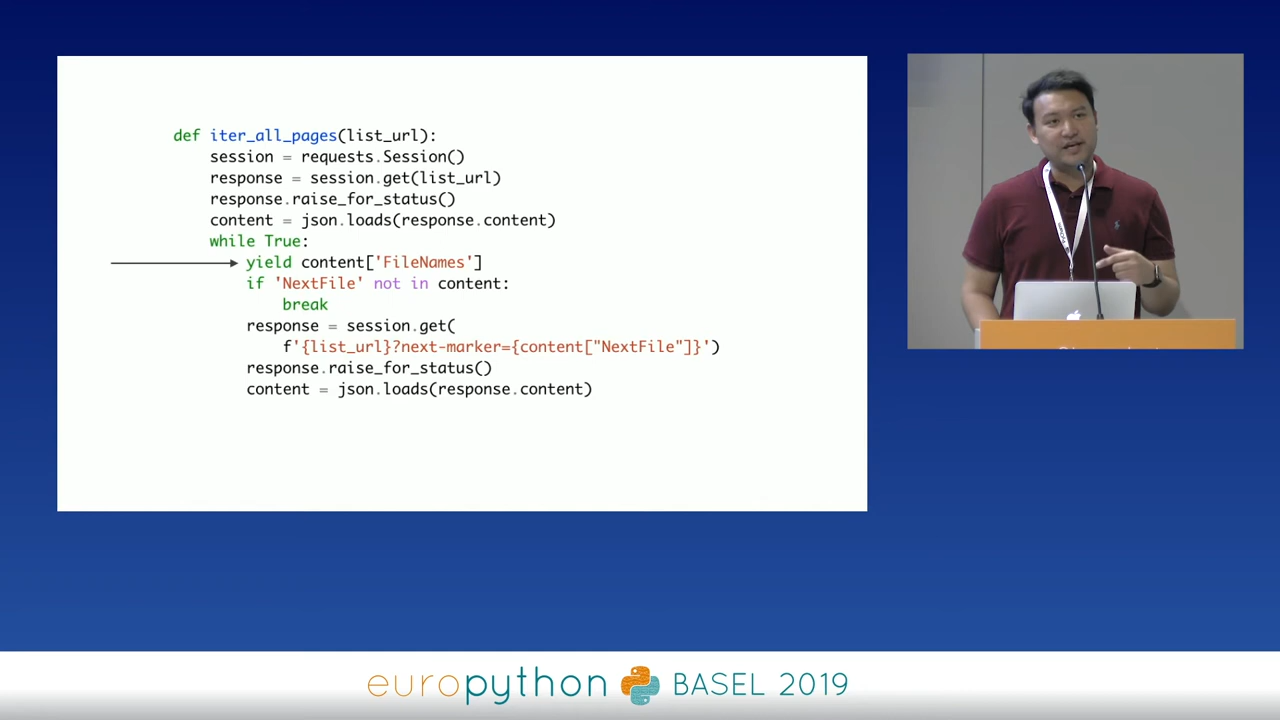 def iter_all_pages(list_url):
    session = requests.Session()
    response = session.get(list_url)
    response.raise_for_status()
    content = json.loads(response.content)
    while True:
        yield content['FileNames']
        if 'NextFile' not in content:
            break
        response = session.get(
            f'{list_url}?next-marker={content["NextFile"]}')
        response.raise_for_status()
        content = json.loads(response.content)
europython BASEL 2019